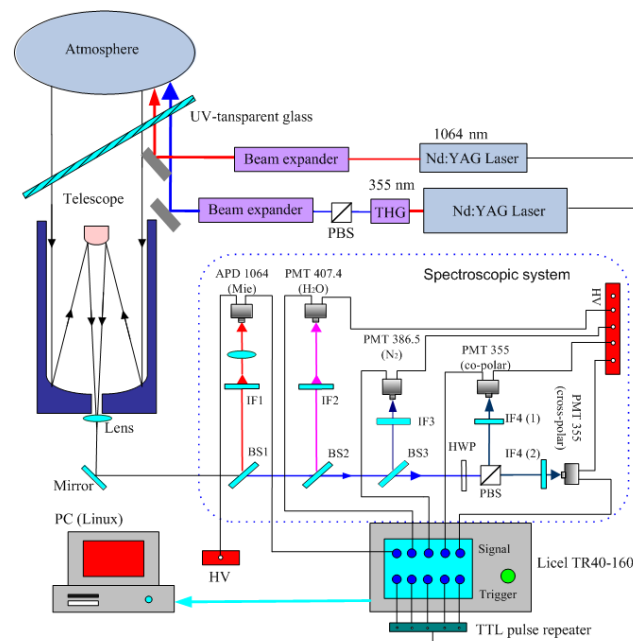 Atmosphere
UV-tansparent glass
1064 nm
Beam expander
Nd:YAG Laser
355 nm
Telescope
Beam expander
THG
Nd:YAG Laser
PBS
Spectroscopic system
APD 1064
(Mie)
PMT 407.4
(H2O)
HV
PMT 386.5
(N2)
PMT 355
(co-polar)
PMT 355
(cross-polar)
IF1
IF2
IF3
IF4 (1)
Lens
HWP
IF4 (2)
BS1
BS2
BS3
PBS
Mirror
PC (Linux)
HV
Signal
Licel TR40-160
Trigger
TTL pulse repeater